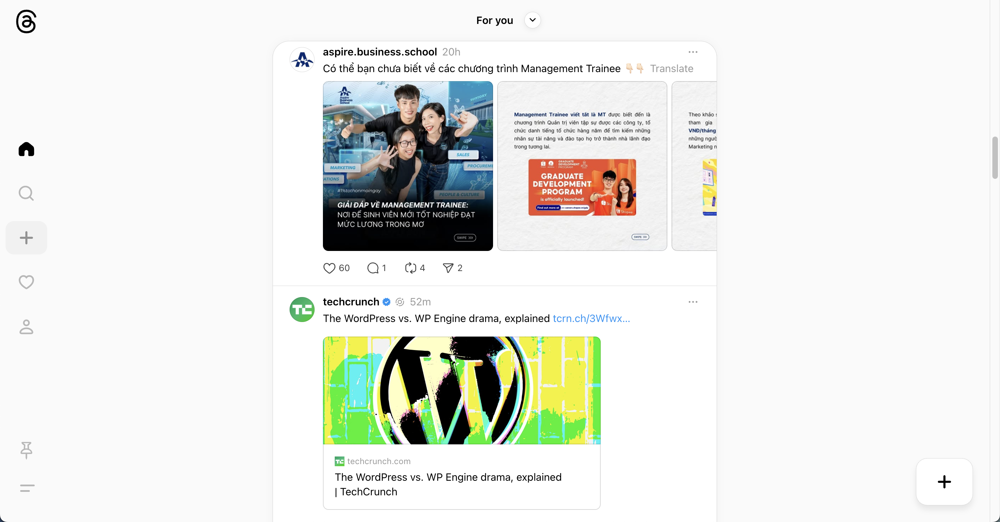 For you
aspire.business.school 20h
Có thể bạn chưa biết về các chương trình Management Trainee 👇🏻👇🏻 Translate
Aspire
Business
School
SUNTORY
PEPSICO
SALES
MARKETING
PROCUREME
ATIONS
PEOPLE & CULTURE
#1%tothonmoingay
GIẢI ĐÁP VỀ MANAGEMENT TRAINEE:
NƠI ĐỂ SINH VIÊN MỚI TỐT NGHIỆP ĐẠT
MỨC LƯƠNG TRONG MƠ
SWIPE >>>
Management Trainee viết tắt là MT được biết đến là
chương trình Quản trị viên tập sự được các công ty, tổ
chức danh tiếng tổ chức hàng năm để tìm kiếm những
nhân sự tài năng và đào tạo họ trở thành nhà lãnh đạo
trong tương lai.
GRADUATE
DEVELOPMENT
PROGRAM
GRADUATE
DEVELOPMENT
PROGRAM
is officially launched!
Find out more at >> careers.shopee.vn/gdp
Shopee
SWIPE >>>
Theo khảo s
tham gia
VNĐ/tháng
những ngườ
Marketing n
60 1 4 2
techcrunch 52m
The WordPress vs. WP Engine drama, explained tcrn.ch/3Wfwx...
techcrunch.com
The WordPress vs. WP Engine drama, explained
| TechCrunch